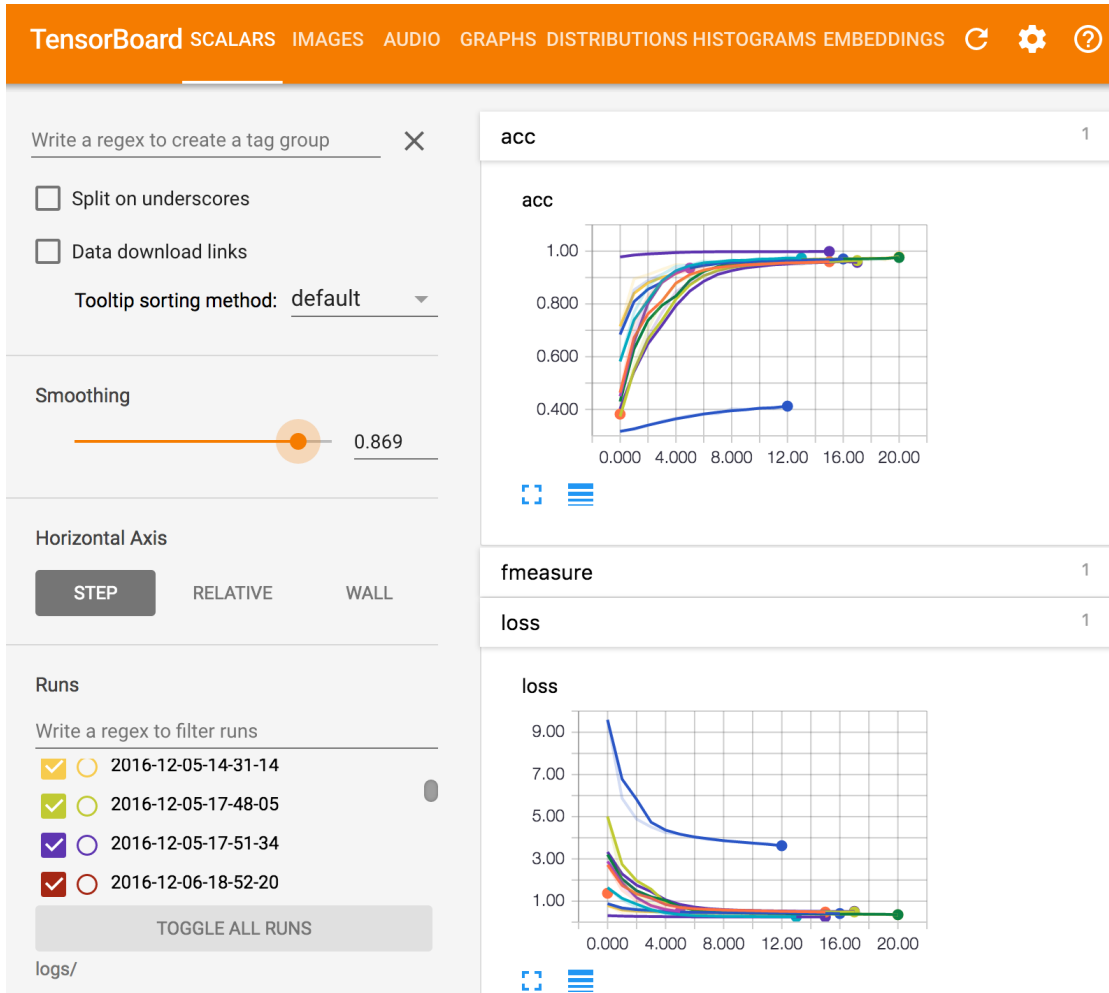 TensorBoard SCALARS IMAGES AUDIO GRAPHS DISTRIBUTIONS HISTOGRAMS EMBEDDINGS
Write a regex to create a tag group
Split on underscores
Data download links
Tooltip sorting method: default
Smoothing
0.869
Horizontal Axis
STEP RELATIVE WALL
Runs
Write a regex to filter runs
2016-12-05-14-31-14
2016-12-05-17-48-05
2016-12-05-17-51-34
2016-12-06-18-52-20
TOGGLE ALL RUNS
logs/
acc 1
acc
1.00
0.800
0.600
0.400
0.000 4.000 8.000 12.00 16.00 20.00
fmeasure 1
loss 1
loss
9.00
7.00
5.00
3.00
1.00
0.000 4.000 8.000 12.00 16.00 20.00